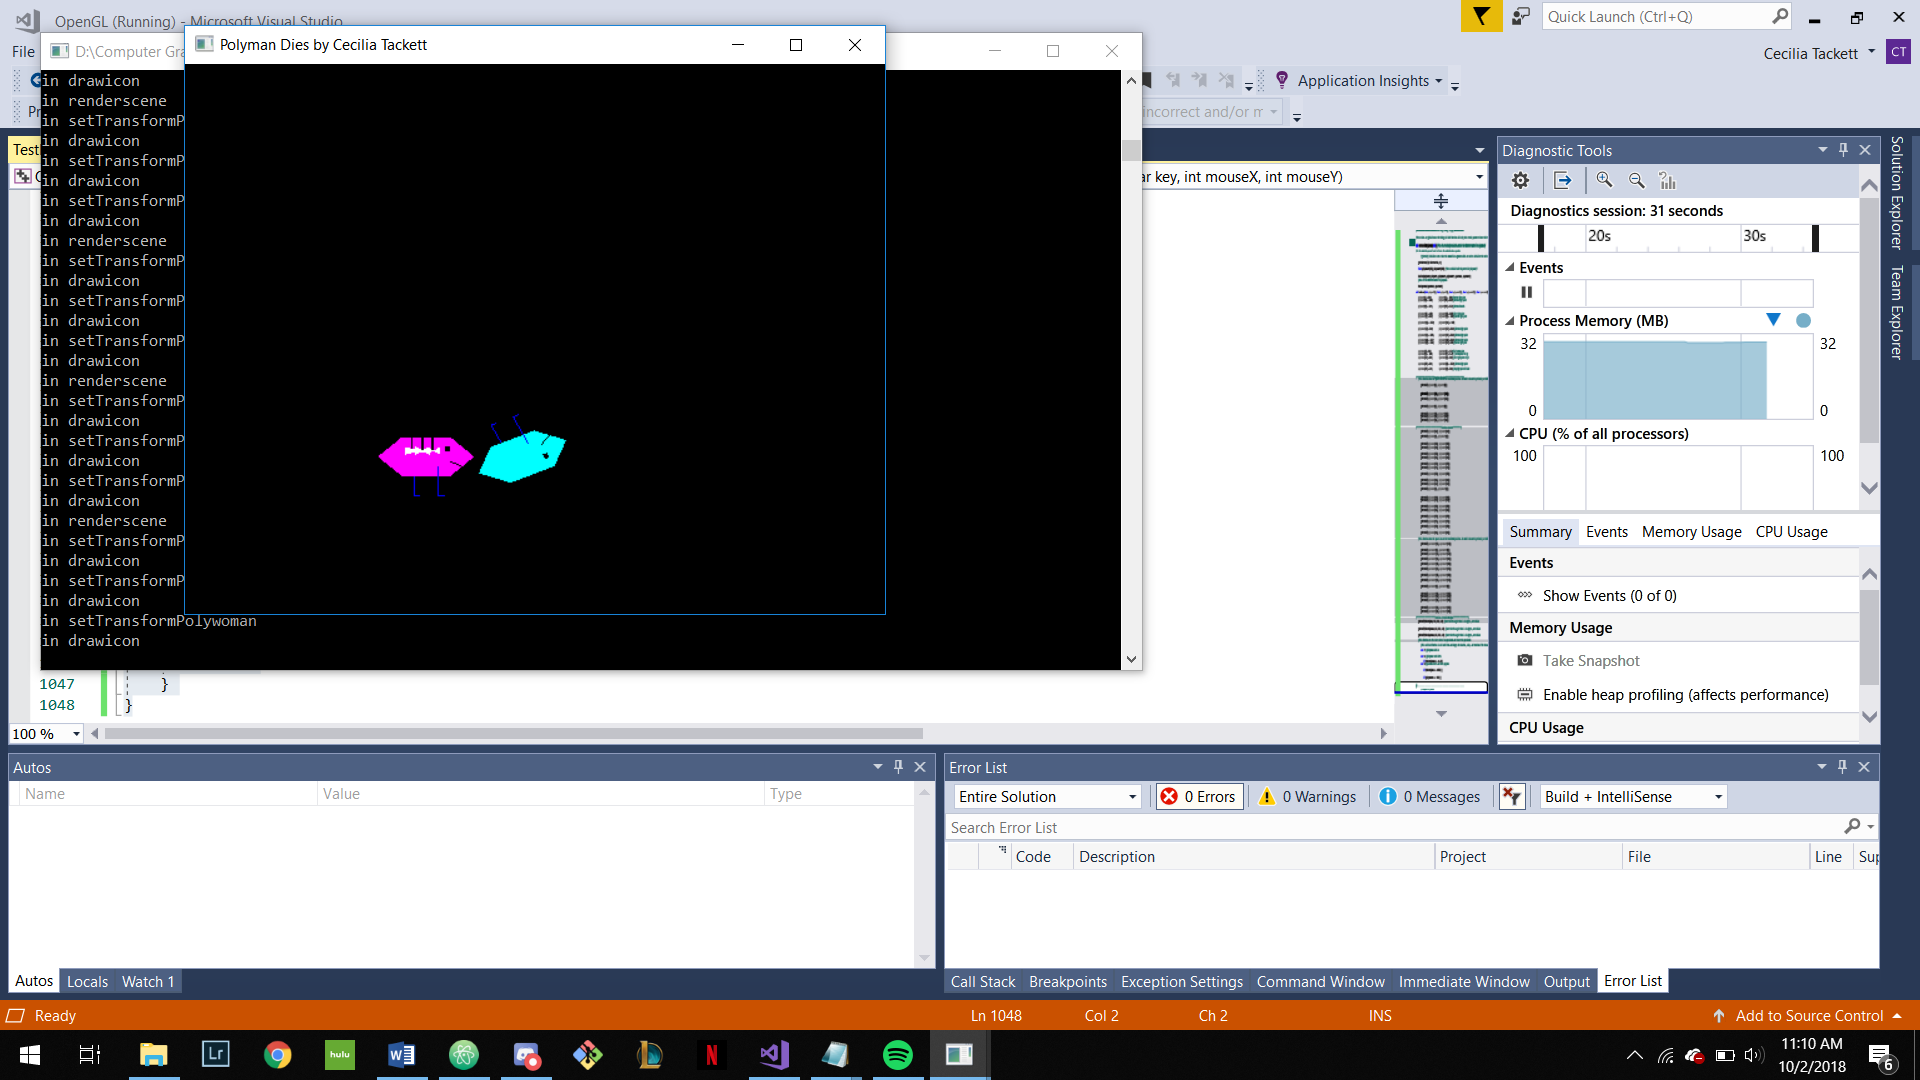 OpenGL (Running) - Microsoft Visual Studio
Quick Launch (Ctrl+Q)
Polyman Dies by Cecilia Tackett
File
D:\Computer Gra
Cecilia Tackett
CT
Application Insights
incorrect and/or m
in drawicon
in renderscene
in setTransformP
in drawicon
in setTransformP
in drawicon
in setTransformP
in drawicon
in renderscene
in setTransformP
in drawicon
in setTransformP
in drawicon
in setTransformP
in drawicon
in renderscene
in setTransformP
in drawicon
in setTransformP
in drawicon
in setTransformP
in drawicon
in renderscene
in setTransformP
in drawicon
in setTransformP
in drawicon
in setTransformPolywoman
in drawicon
Test
ar key, int mouseX, int mouseY)
1047 }
1048 }
100 %
Diagnostic Tools
Diagnostics session: 31 seconds
20s 30s
Events
Process Memory (MB)
32 32
0 0
CPU (% of all processors)
100 100
Summary Events Memory Usage CPU Usage
Events
Show Events (0 of 0)
Memory Usage
Take Snapshot
Enable heap profiling (affects performance)
CPU Usage
Solution Explorer
Team Explorer
Autos
Name Value Type
Autos Locals Watch 1
Error List
Entire Solution 0 Errors 0 Warnings 0 Messages Build + IntelliSense
Search Error List
Code Description Project File Line Sup
Call Stack Breakpoints Exception Settings Command Window Immediate Window Output Error List
Ready Ln 1048 Col 2 Ch 2 INS Add to Source Control
Lr
hulu
N
11:10 AM
10/2/2018
6